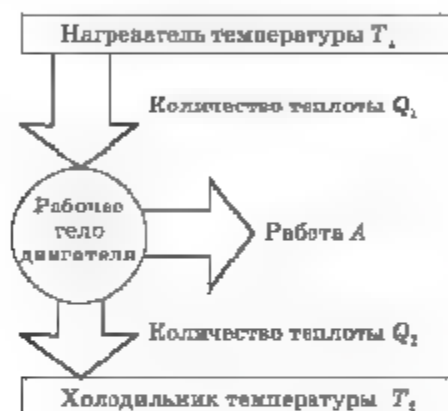 Нагреватель температуры T₁
Количество теплоты Q₁
Рабочее
тело
двигателя
Работа A
Количество теплоты Q₂
Холодильник температуры T₂